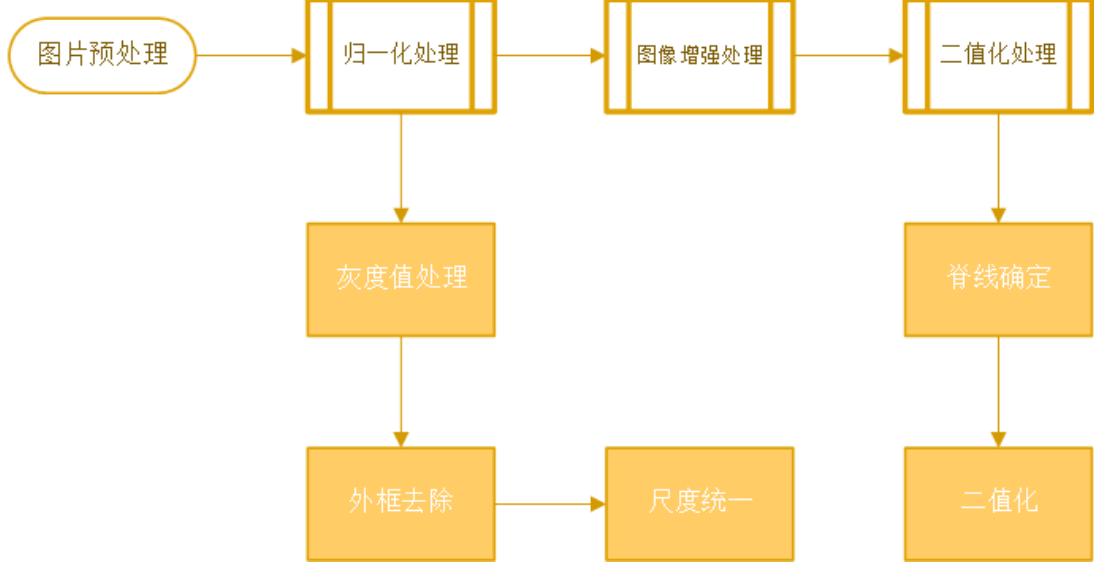 图片预处理
归一化处理
图像增强处理
二值化处理
灰度值处理
脊线确定
外框去除
尺度统一
二值化